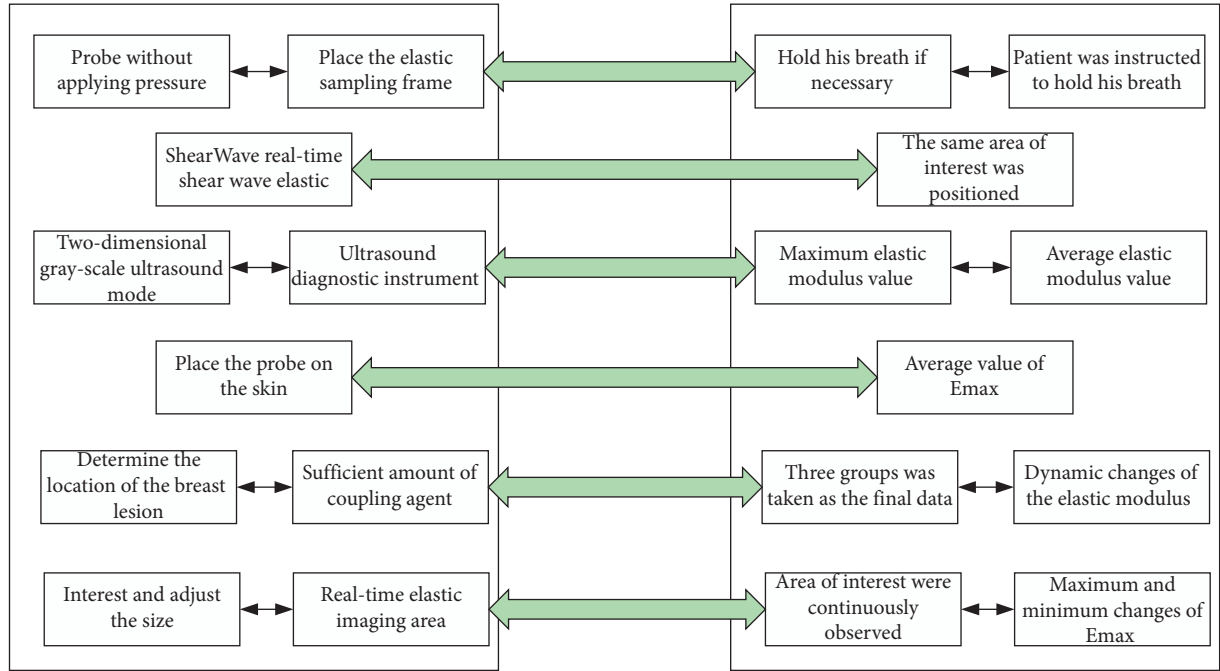 Probe without
applying pressure
Place the elastic
sampling frame
Hold his breath if
necessary
Patient was instructed
to hold his breath
ShearWave real-time
shear wave elastic
The same area of
interest was
positioned
Two-dimensional
gray-scale ultrasound
mode
Ultrasound
diagnostic instrument
Maximum elastic
modulus value
Average elastic
modulus value
Place the probe on
the skin
Average value of
Emax
Determine the
location of the breast
lesion
Sufficient amount of
coupling agent
Three groups was
taken as the final data
Dynamic changes of
the elastic modulus
Interest and adjust
the size
Real-time elastic
imaging area
Area of interest were
continuously
observed
Maximum and
minimum changes of
Emax